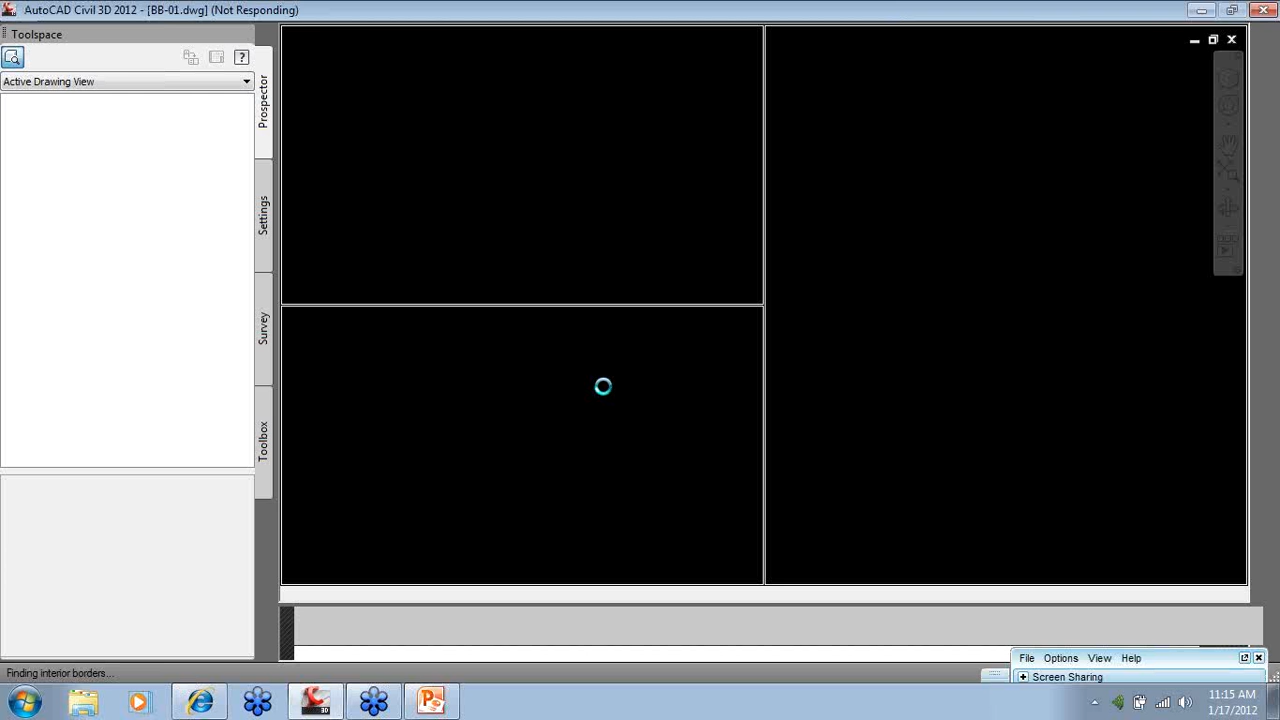 AutoCAD Civil 3D 2012 - [BB-01.dwg] (Not Responding)
Toolspace
?
Active Drawing View
Prospector
Settings
Survey
Toolbox
File Options View Help
Screen Sharing
Finding interior borders...
3D
11:15 AM
1/17/2012